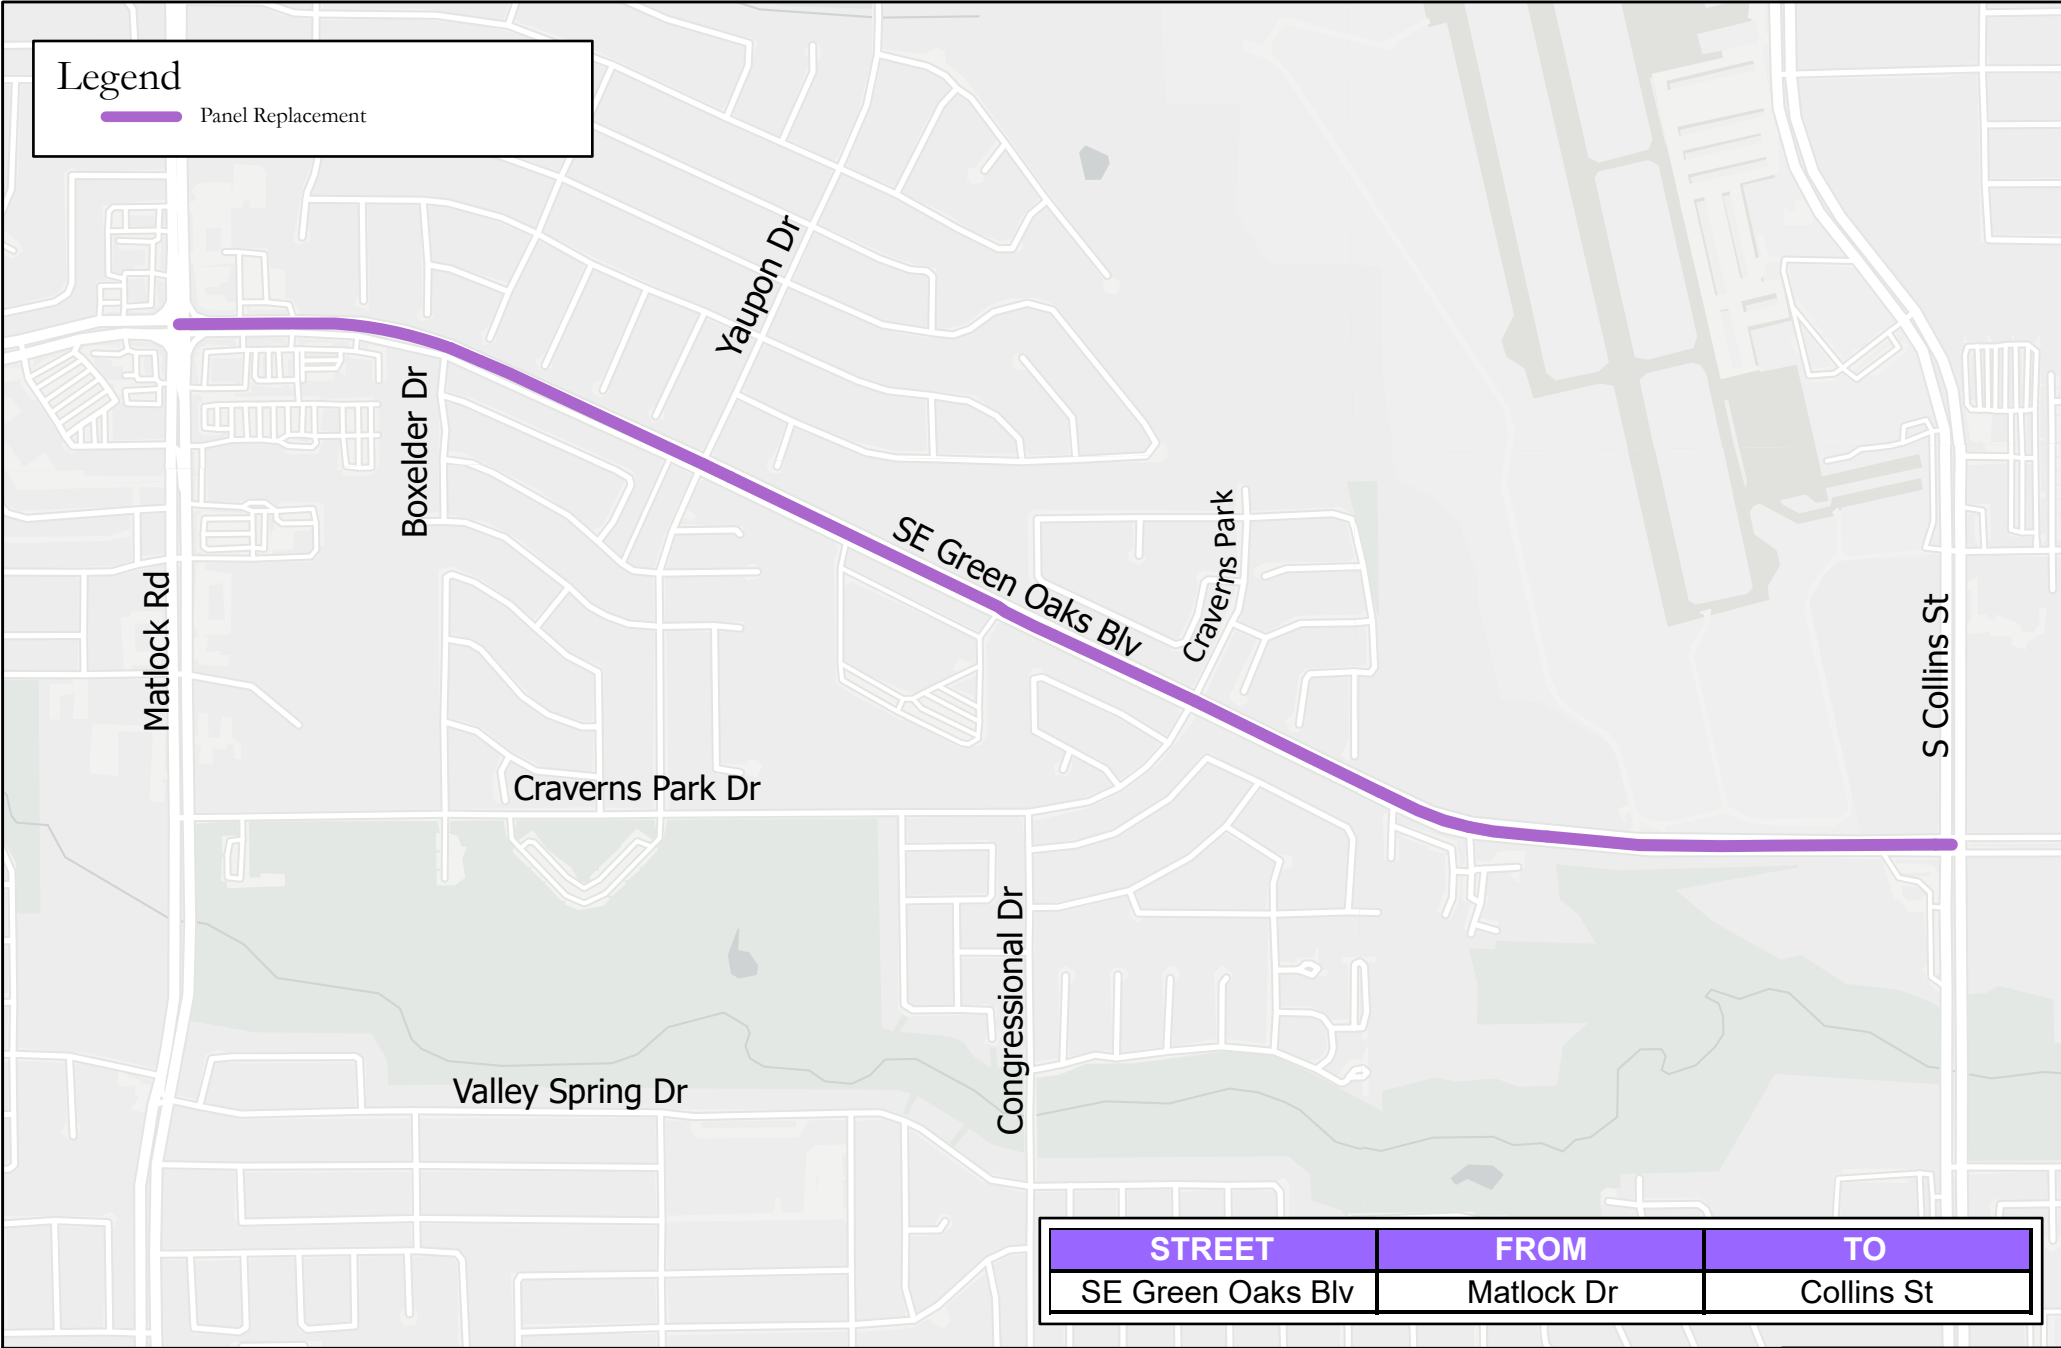 Legend
Panel Replacement
Yaupon Dr
Boxelder Dr
SE Green Oaks Blv
Craverns Park
Matlock Rd
S Collins St
Craverns Park Dr
Congressional Dr
Valley Spring Dr
STREET FROM TO
SE Green Oaks Blv Matlock Dr Collins St